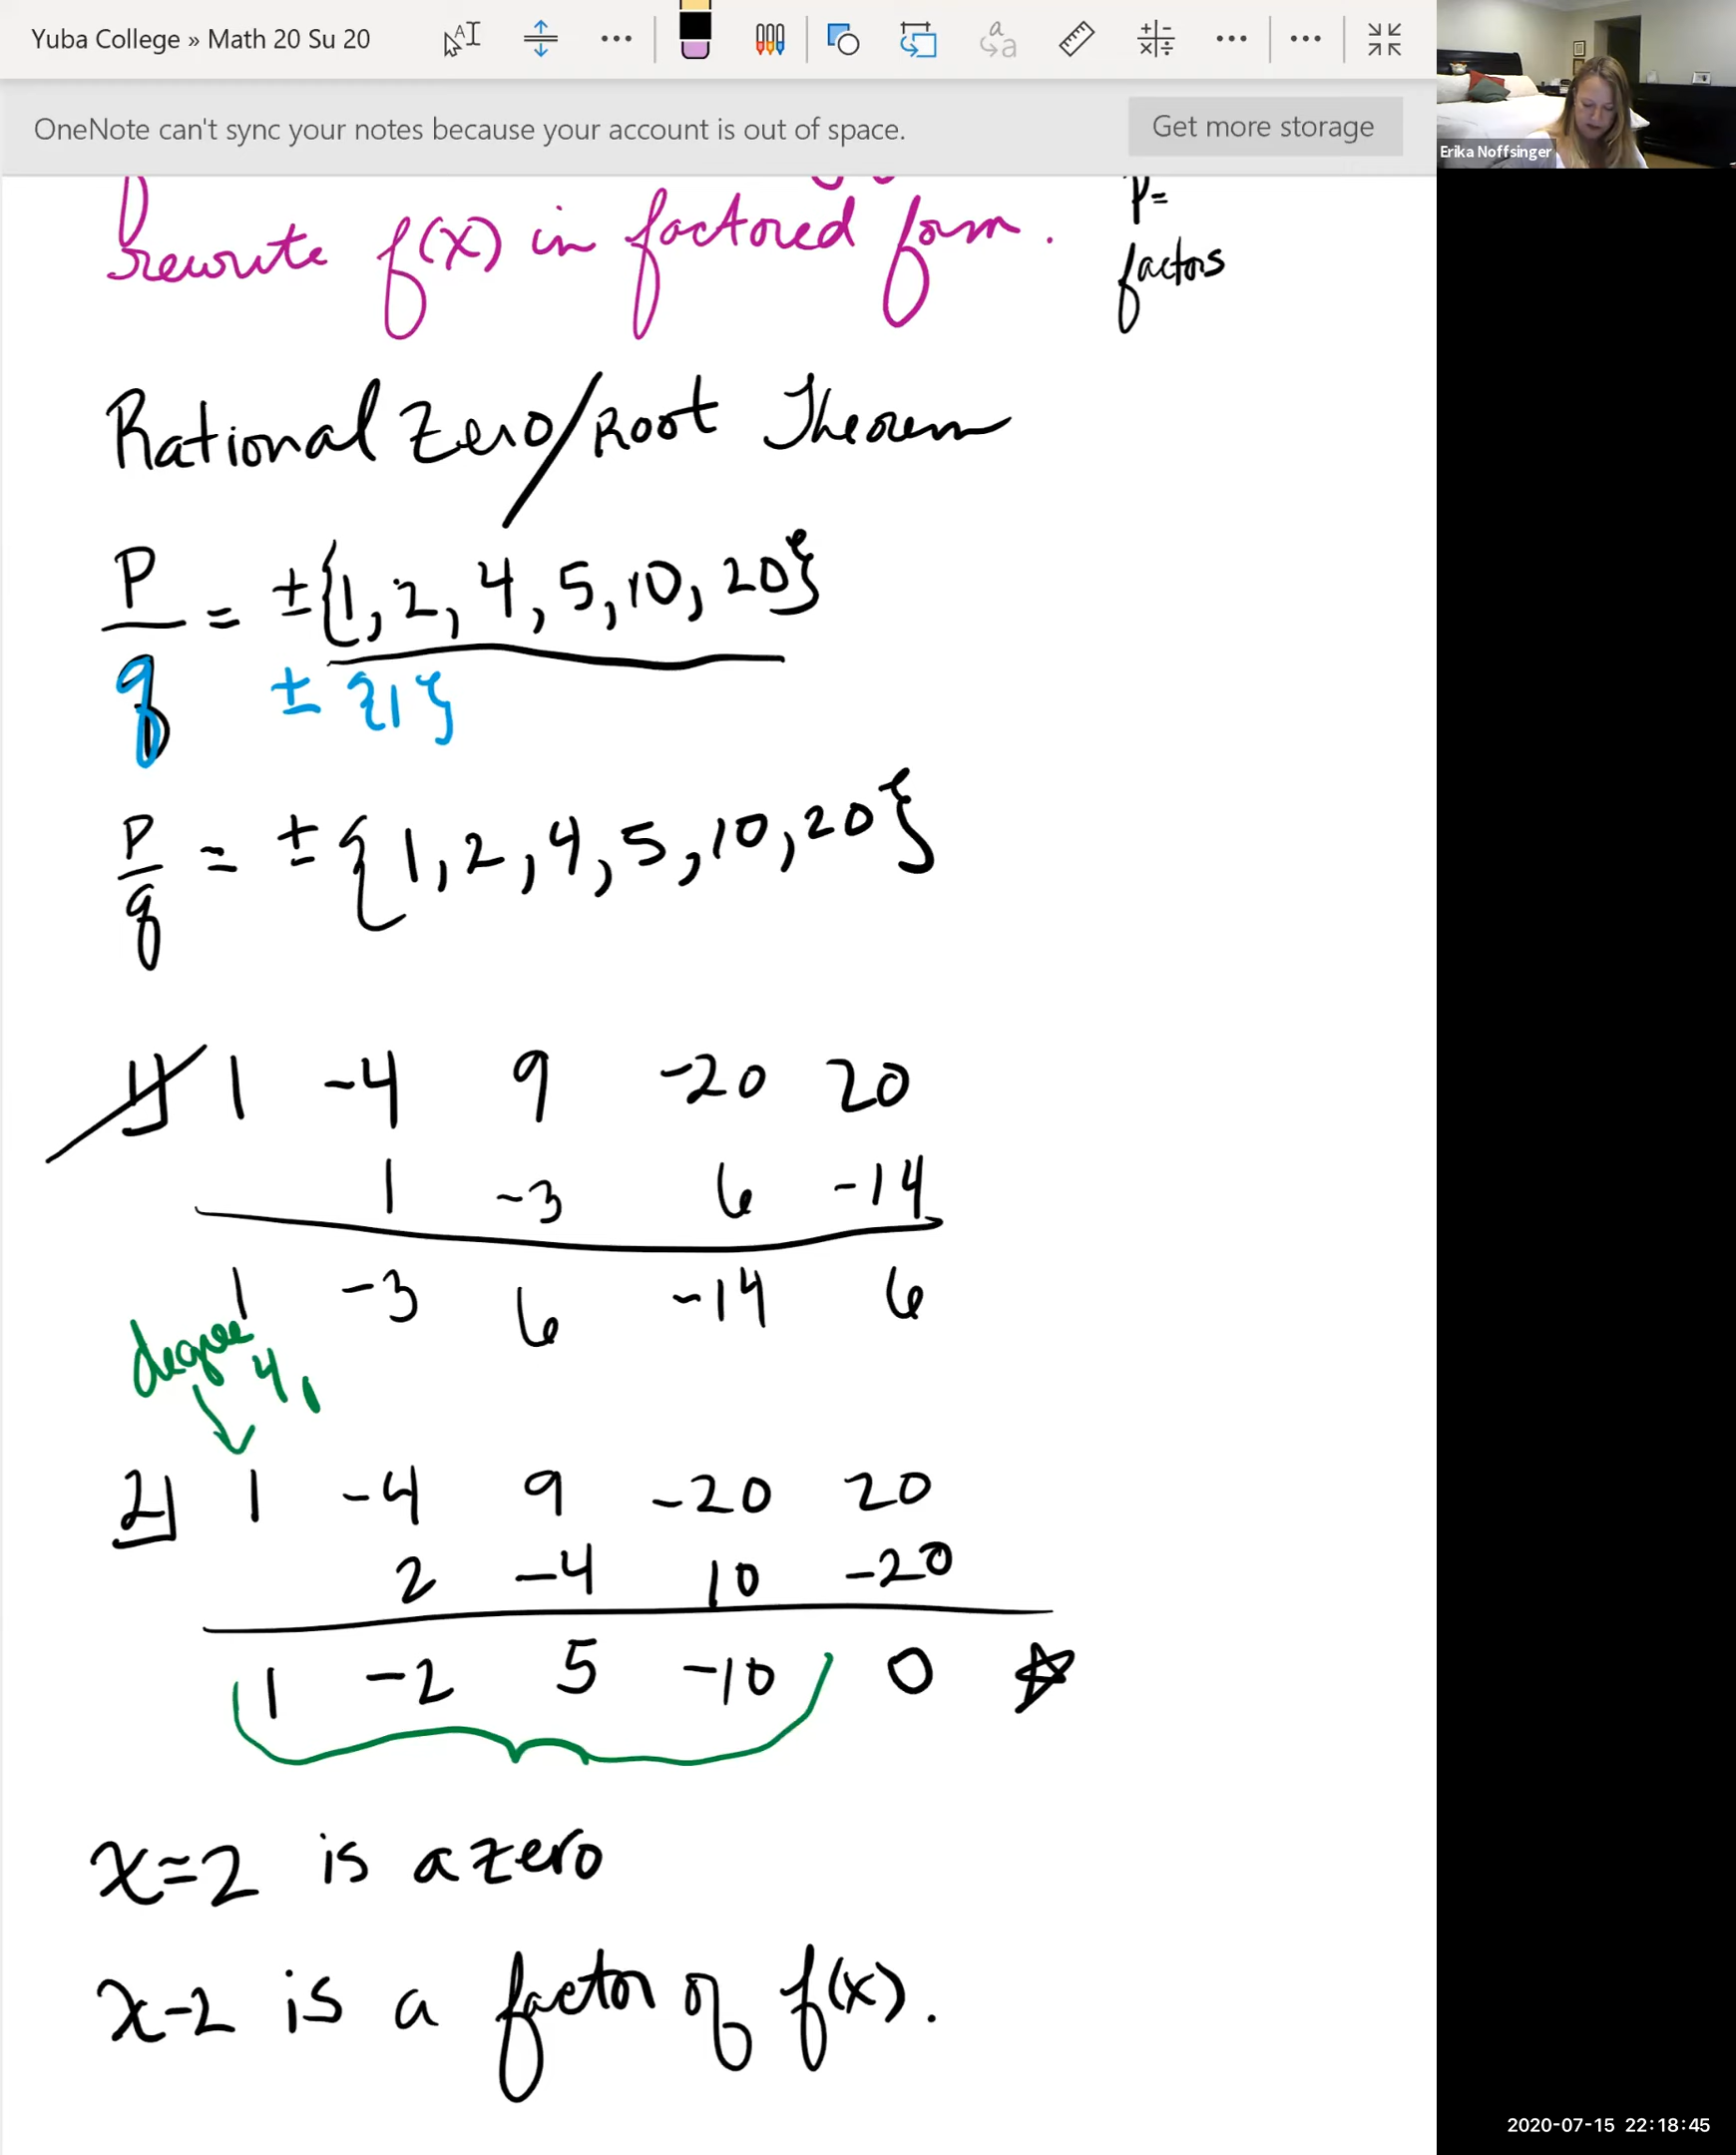 Yuba College » Math 20 Su 20
OneNote can't sync your notes because your account is out of space.
Get more storage
Erika Noffsinger
rewrite f(x) in factored form.
p=
factors
Rational Zero/Root Theorem
p/q = ±{1, 2, 4, 5, 10, 20}
± {1}
p/q = ± {1, 2, 4, 5, 10, 20}
1| 1 -4 9 -20 20
1 -3 6 -14
1 -3 6 -14 6
degree 4
2| 1 -4 9 -20 20
2 -4 10 -20
1 -2 5 -10 0 ☆
x=2 is a zero
x-2 is a factor of f(x).
2020-07-15 22:18:45